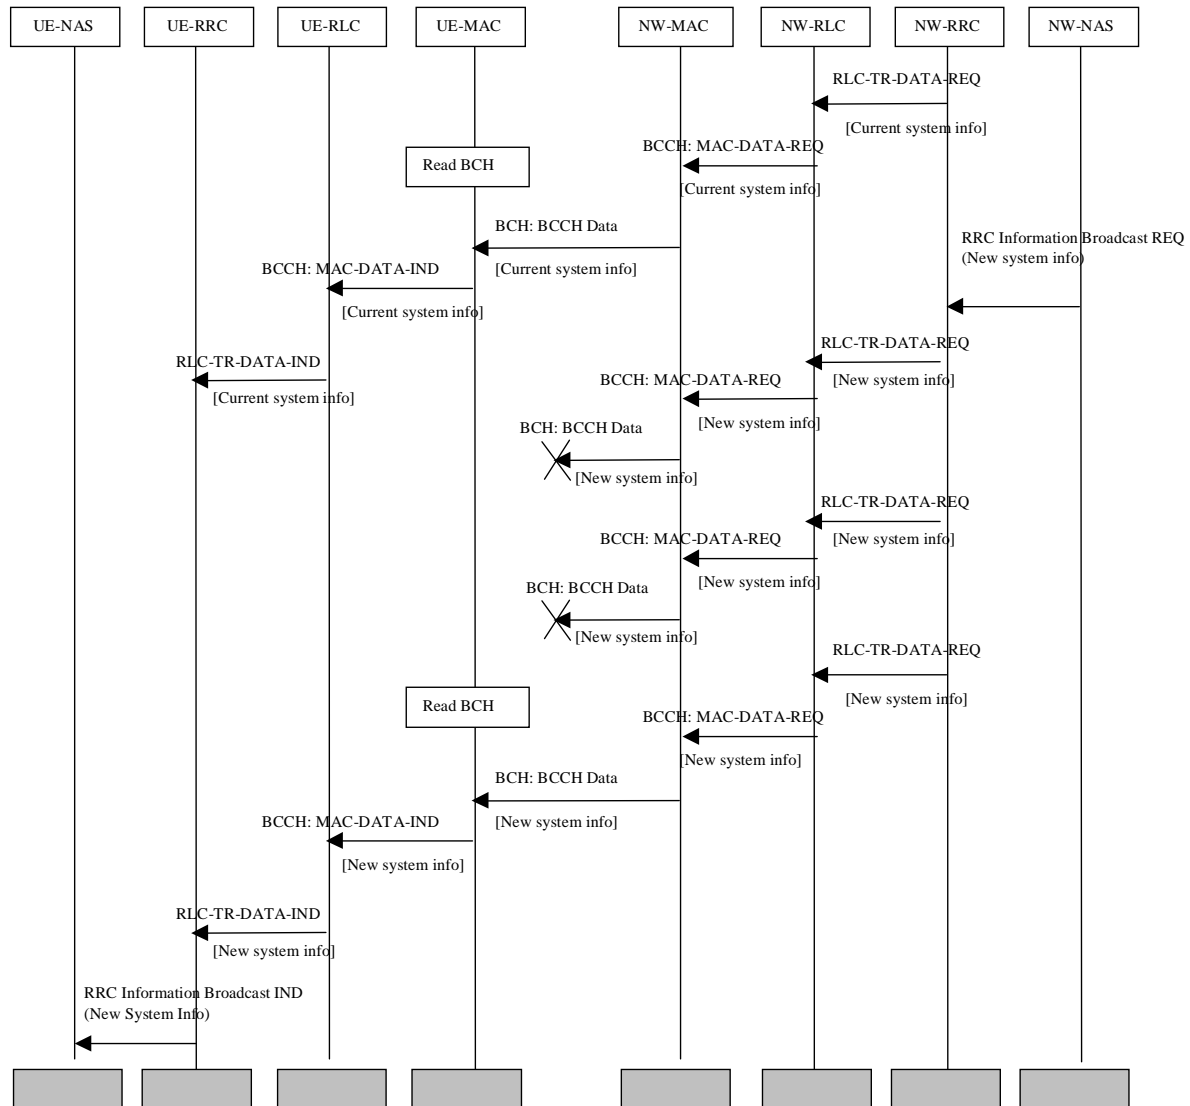 UE-NAS
UE-RRC
UE-RLC
UE-MAC
NW-MAC
NW-RLC
NW-RRC
NW-NAS
RLC-TR-DATA-REQ
[Current system info]
BCCH: MAC-DATA-REQ
Read BCH
[Current system info]
BCH: BCCH Data
RRC Information Broadcast REQ
(New system info)
BCCH: MAC-DATA-IND
[Current system info]
[Current system info]
RLC-TR-DATA-REQ
RLC-TR-DATA-IND
BCCH: MAC-DATA-REQ
[New system info]
[Current system info]
[New system info]
BCH: BCCH Data
[New system info]
RLC-TR-DATA-REQ
BCCH: MAC-DATA-REQ
[New system info]
[New system info]
BCH: BCCH Data
[New system info]
RLC-TR-DATA-REQ
[New system info]
Read BCH
BCCH: MAC-DATA-REQ
[New system info]
BCH: BCCH Data
[New system info]
BCCH: MAC-DATA-IND
[New system info]
RLC-TR-DATA-IND
[New system info]
RRC Information Broadcast IND
(New System Info)